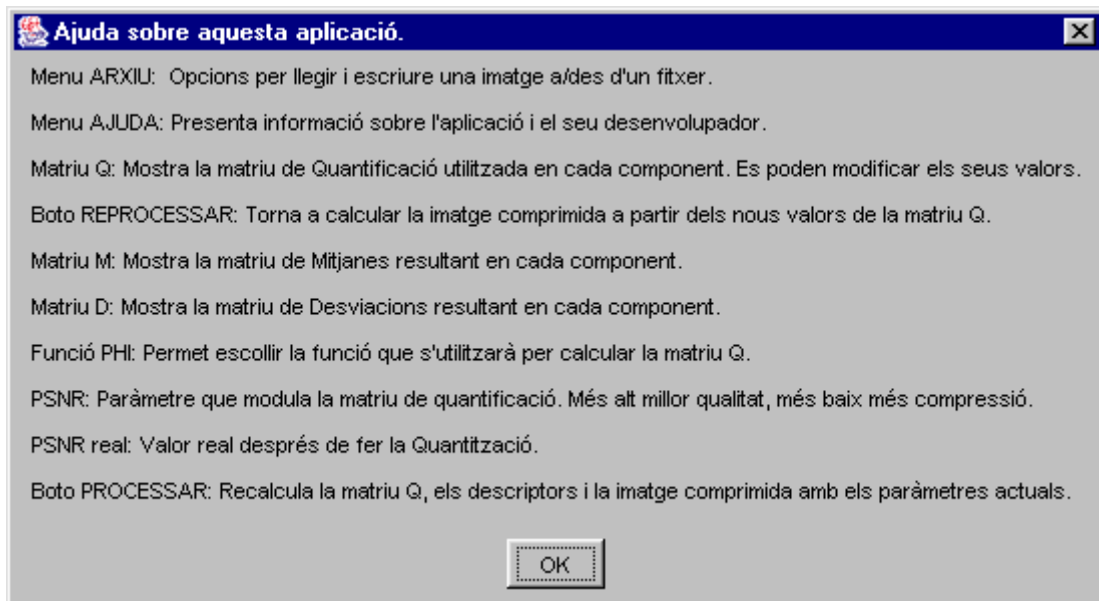 Ajuda sobre aquesta aplicació.
Menu ARXIU:  Opcions per llegir i escriure una imatge a/des d'un fitxer.
Menu AJUDA: Presenta informació sobre l'aplicació i el seu desenvolupador.
Matriu Q: Mostra la matriu de Quantificació utilitzada en cada component. Es poden modificar els seus valors.
Boto REPROCESSAR: Torna a calcular la imatge comprimida a partir dels nous valors de la matriu Q.
Matriu M: Mostra la matriu de Mitjanes resultant en cada component.
Matriu D: Mostra la matriu de Desviacions resultant en cada component.
Funció PHI: Permet escollir la funció que s'utilitzarà per calcular la matriu Q.
PSNR: Paràmetre que modula la matriu de quantificació. Més alt millor qualitat, més baix més compressió.
PSNR real: Valor real després de fer la Quantització.
Boto PROCESSAR: Recalcula la matriu Q, els descriptors i la imatge comprimida amb els paràmetres actuals.
OK